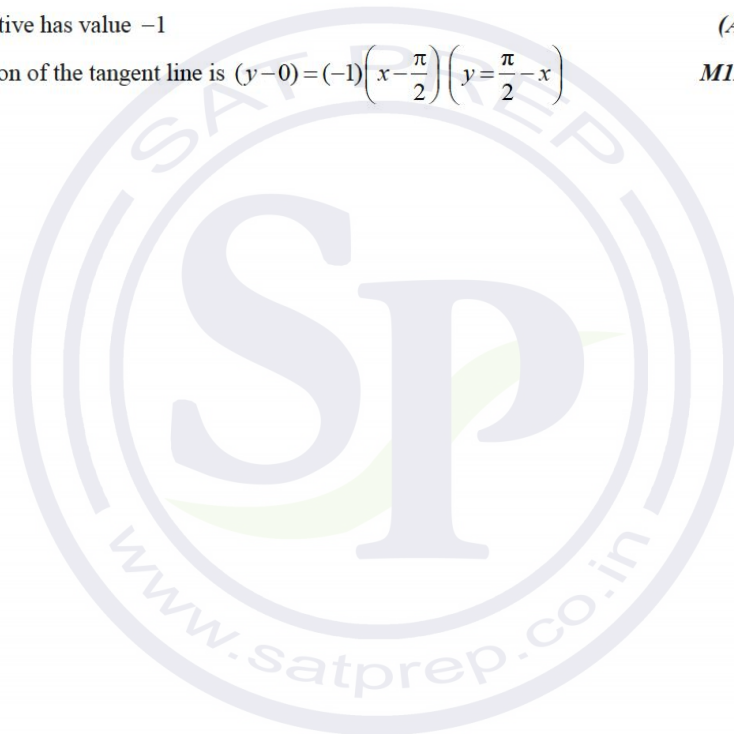 tive has value −1 (A
on of the tangent line is (y−0)=(−1)(x−π/2)(y=π/2−x) M1
SAT PREP
SP
www.satprep.co.in